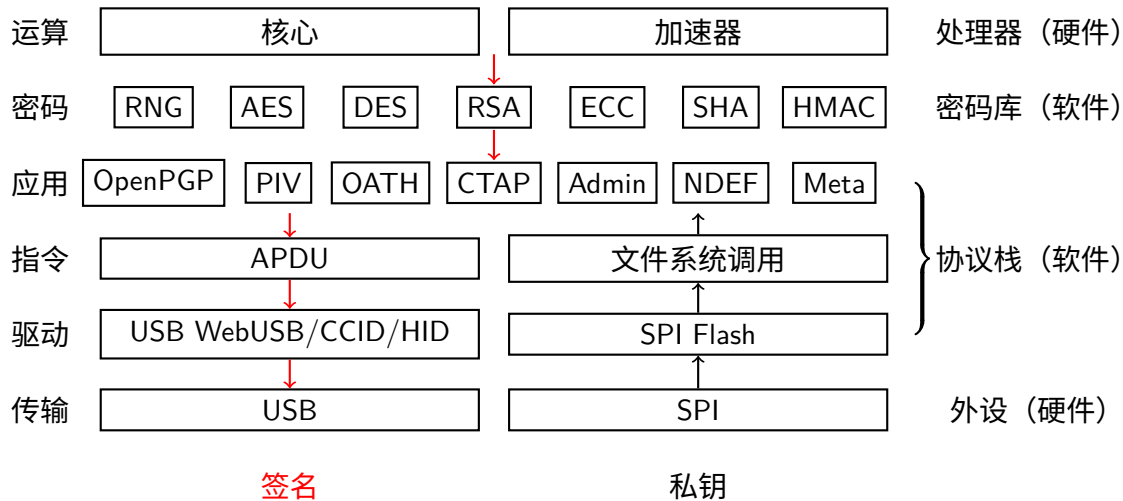 运算 核心 加速器 处理器（硬件）
密码 RNG AES DES RSA ECC SHA HMAC 密码库（软件）
应用 OpenPGP PIV OATH CTAP Admin NDEF Meta
指令 APDU 文件系统调用 协议栈（软件）
驱动 USB WebUSB/CCID/HID SPI Flash
传输 USB SPI 外设（硬件）
签名 私钥